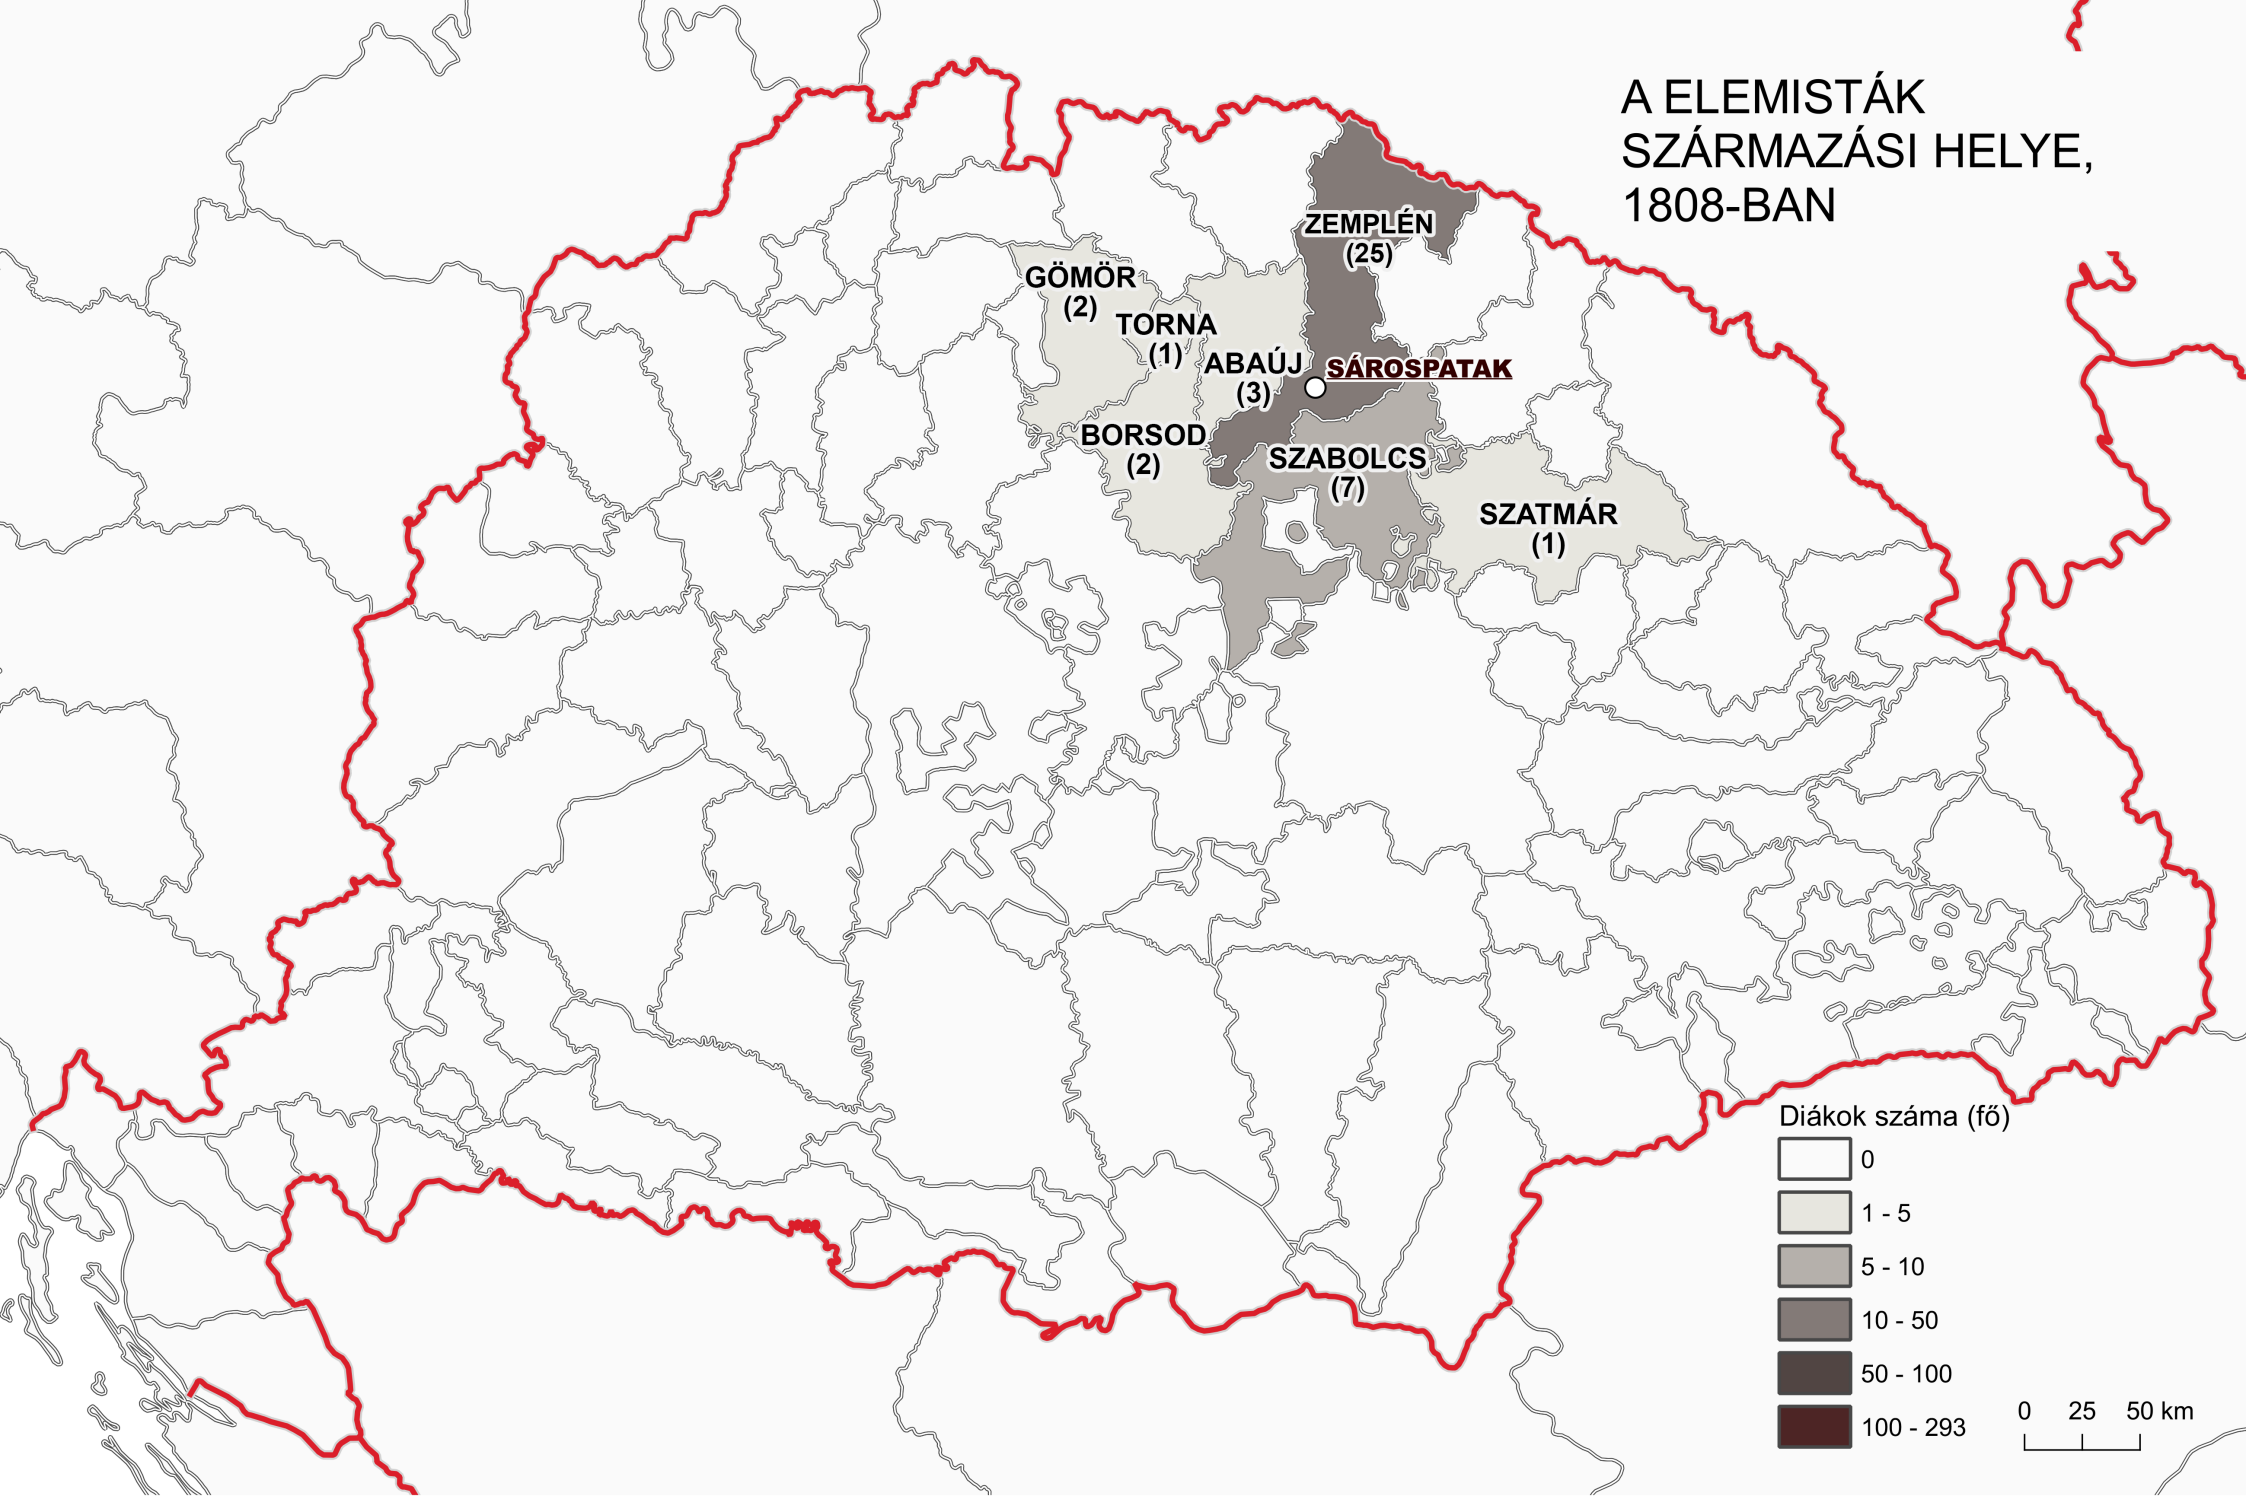 A ELEMISTÁK
SZÁRMAZÁSI HELYE,
1808-BAN
ZEMPLÉN
(25)
GÖMÖR
(2)
TORNA
(1)
ABAÚJ
(3)
SÁROSPATAK
BORSOD
(2)
SZABOLCS
(7)
SZATMÁR
(1)
Diákok száma (fő)
0
1 - 5
5 - 10
10 - 50
50 - 100
100 - 293
0 25 50 km